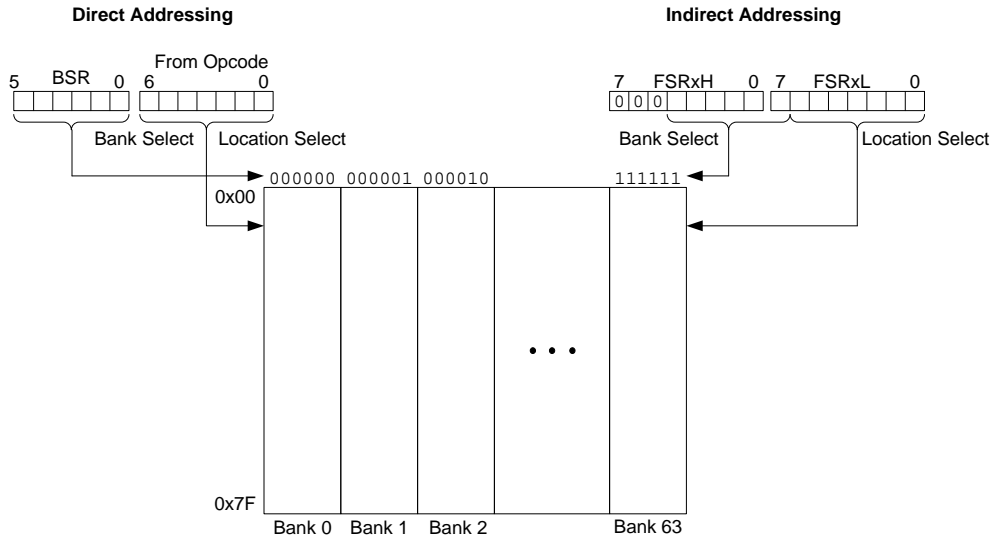 Direct Addressing
Indirect Addressing
From Opcode
5 BSR 0 6 0
7 FSRxH 0 7 FSRxL 0
0 0 0
Bank Select Location Select
Bank Select Location Select
000000 000001 000010 111111
0x00
0x7F
Bank 0 Bank 1 Bank 2 Bank 63